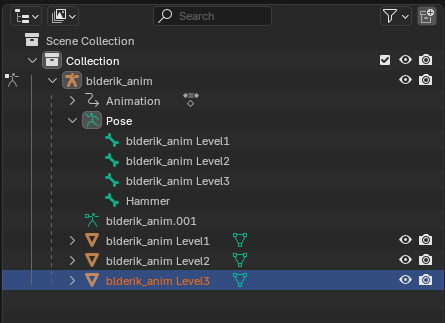 Search
Scene Collection
Collection
blderik_anim
Animation
Pose
blderik_anim Level1
blderik_anim Level2
blderik_anim Level3
Hammer
blderik_anim.001
blderik_anim Level1
blderik_anim Level2
blderik_anim Level3